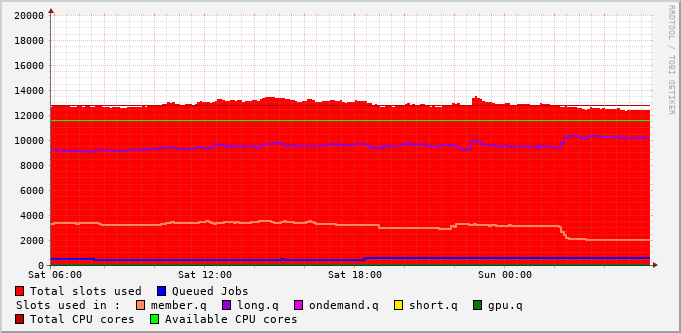 20000
18000
16000
14000
12000
10000
8000
6000
4000
2000
0
Sat 06:00 Sat 12:00 Sat 18:00 Sun 00:00
RRDTOOL / TOBI OETIKER
Total slots used Queued Jobs
Slots used in : member.q long.q ondemand.q short.q gpu.q
Total CPU cores Available CPU cores